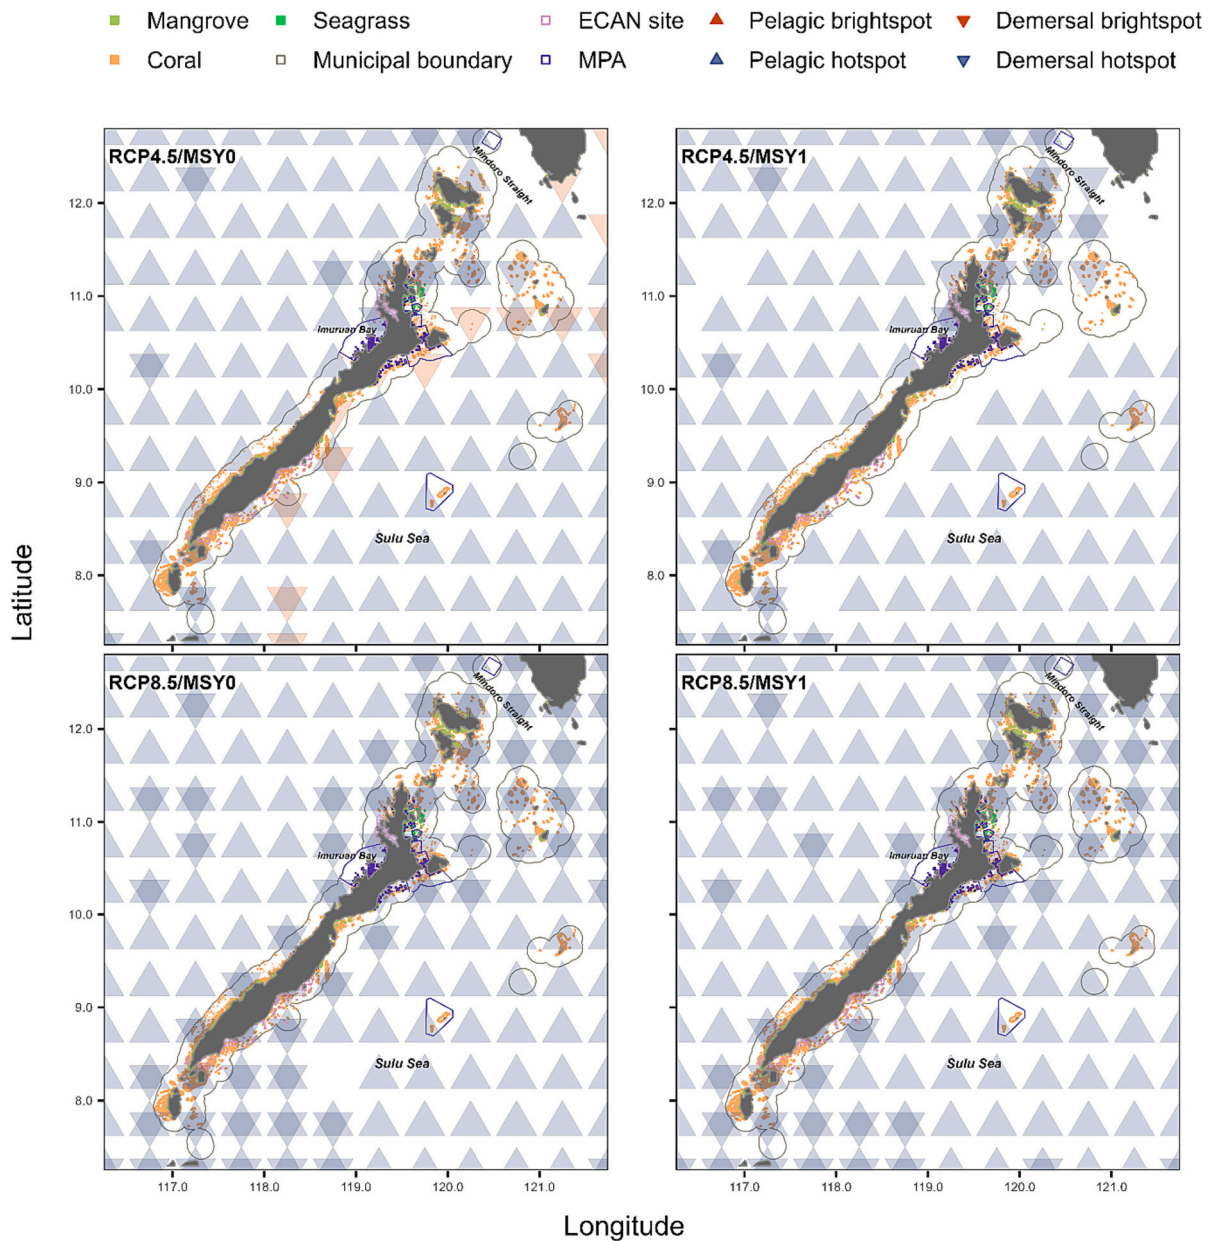 Mangrove Seagrass ECAN site Pelagic brightspot Demersal brightspot
Coral Municipal boundary MPA Pelagic hotspot Demersal hotspot
RCP4.5/MSY0
Mindoro Straight
12.0
11.0
Imuruan Bay
10.0
9.0
Sulu Sea
8.0
RCP4.5/MSY1
Mindoro Straight
Imuruan Bay
Sulu Sea
RCP8.5/MSY0
Mindoro Straight
12.0
11.0
Imuruan Bay
10.0
9.0
Sulu Sea
8.0
117.0 118.0 119.0 120.0 121.0
RCP8.5/MSY1
Mindoro Straight
Imuruan Bay
Sulu Sea
117.0 118.0 119.0 120.0 121.0
Latitude
Longitude